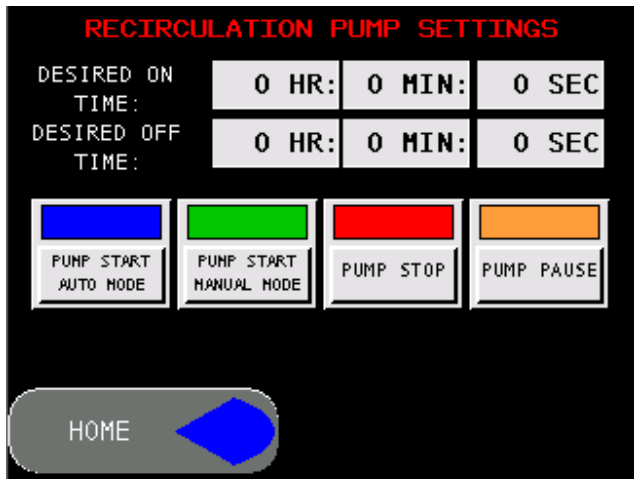 RECIRCULATION PUMP SETTINGS
DESIRED ON
TIME:
0 HR: 0 MIN: 0 SEC
DESIRED OFF
TIME:
0 HR: 0 MIN: 0 SEC
PUMP START
AUTO MODE
PUMP START
MANUAL MODE
PUMP STOP
PUMP PAUSE
HOME